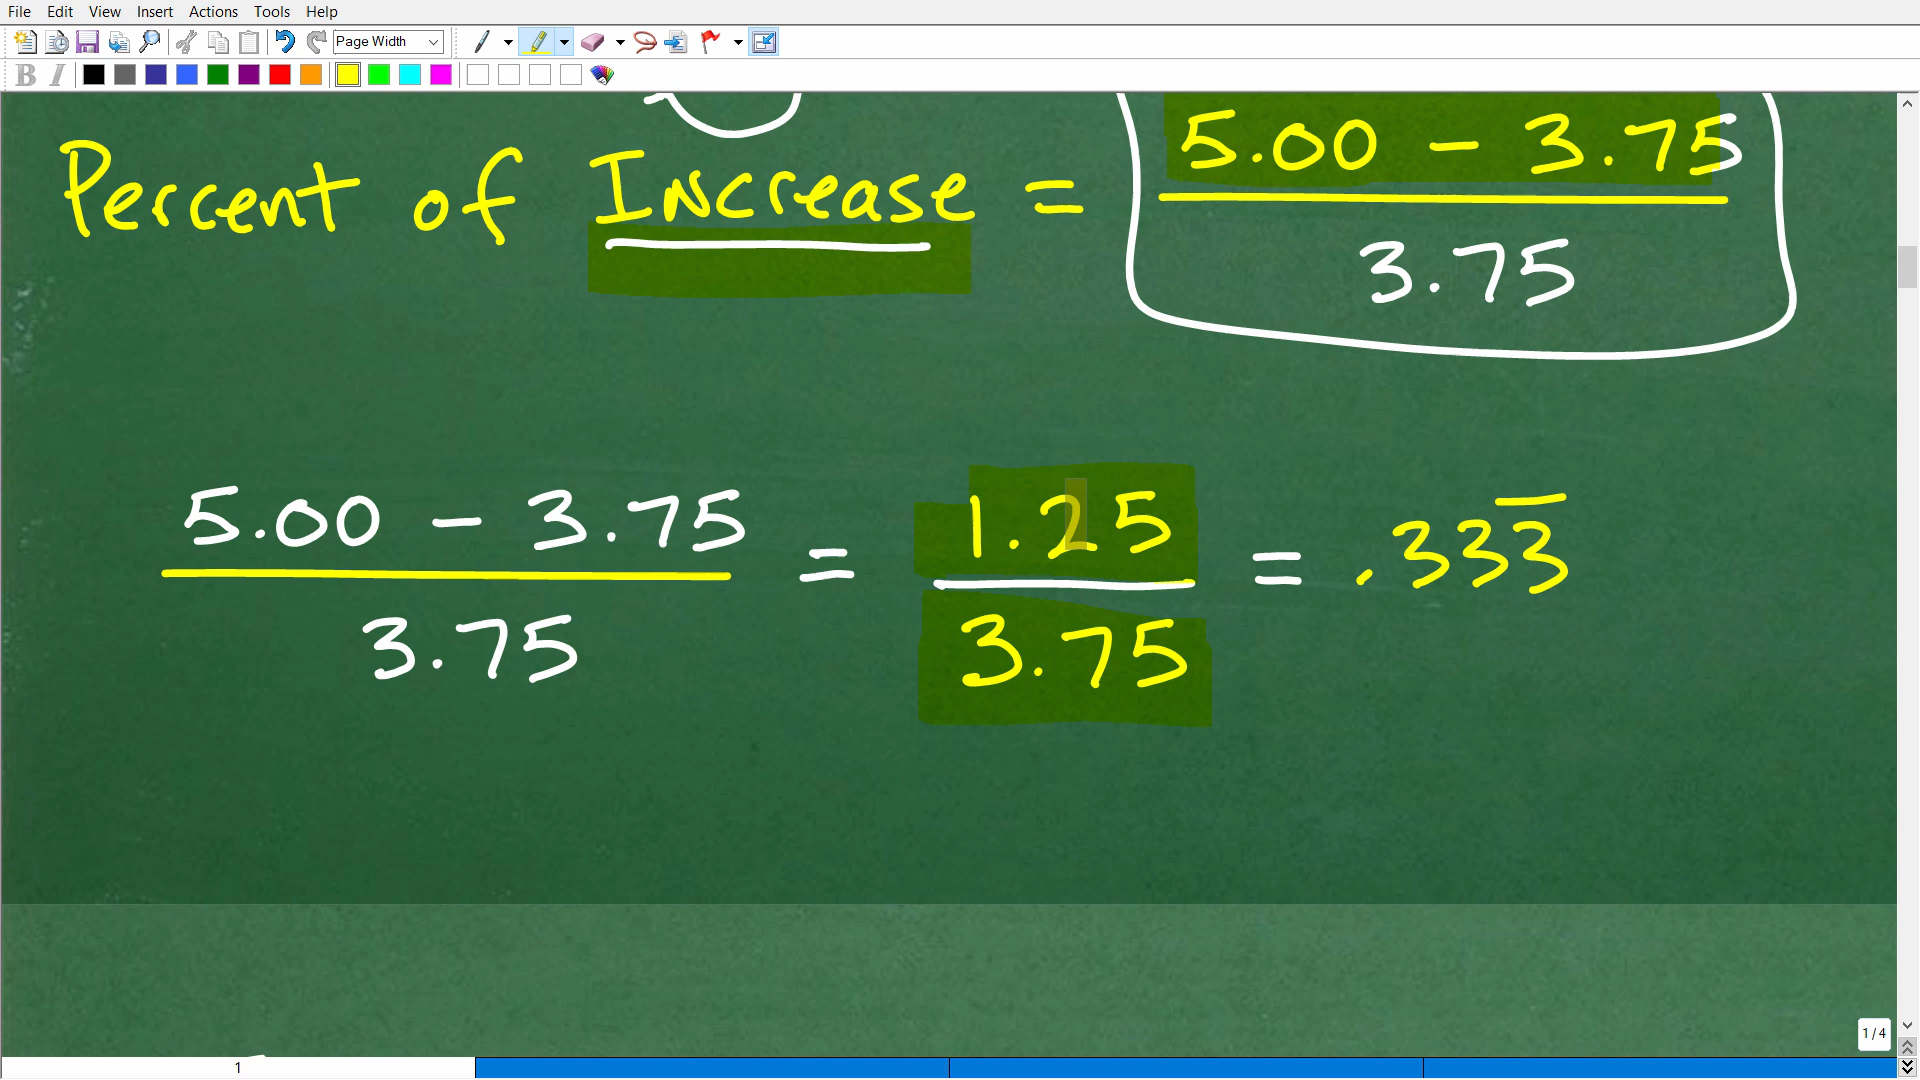 File Edit View Insert Actions Tools Help
Page Width
B I
5.00 - 3.75
Percent of Increase =
3.75
5.00 - 3.75 = 1.25 = .333̅
3.75 3.75
1/4
1